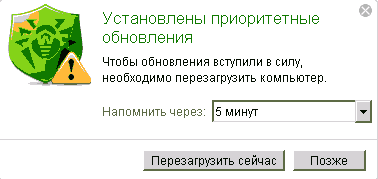 Установлены приоритетные
обновления
Чтобы обновления вступили в силу,
необходимо перезагрузить компьютер.
Напомнить через: 5 минут
Перезагрузить сейчас Позже